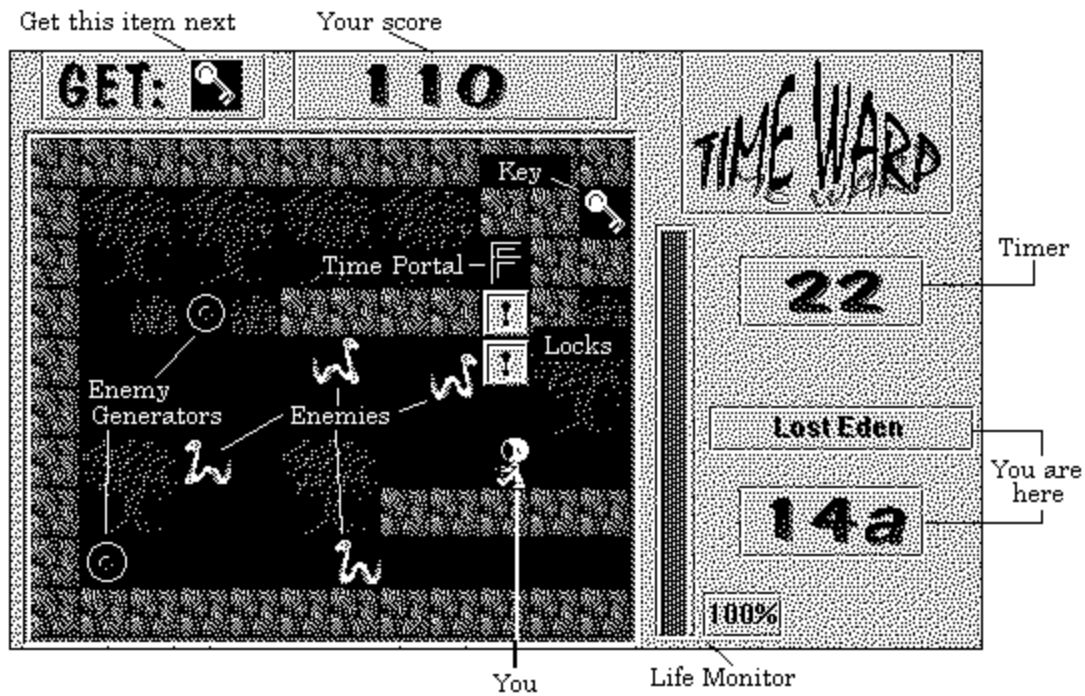 Get this item next
Your score
GET:
110
TIME WARD
Key
Time Portal
Timer
22
Locks
Enemy
Generators
Enemies
Lost Eden
You are
here
14a
100%
Life Monitor
You